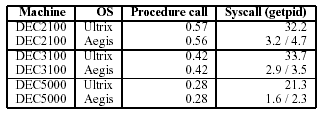 Machine OS Procedure call Syscall (getpid)
DEC2100 Ultrix 0.57 32.2
DEC2100 Aegis 0.56 3.2 / 4.7
DEC3100 Ultrix 0.42 33.7
DEC3100 Aegis 0.42 2.9 / 3.5
DEC5000 Ultrix 0.28 21.3
DEC5000 Aegis 0.28 1.6 / 2.3